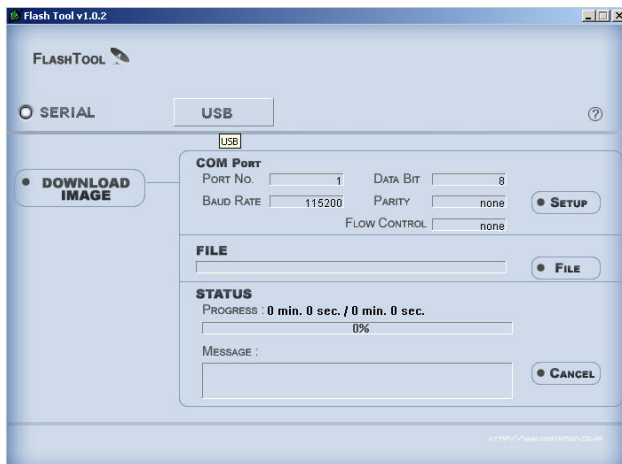 Flash Tool v1.0.2
FLASHTOOL
SERIAL USB ?
USB
COM PORT
PORT NO. 1 DATA BIT 8
BAUD RATE 115200 PARITY none SETUP
FLOW CONTROL none
DOWNLOAD
IMAGE
FILE
FILE
STATUS
PROGRESS : 0 min. 0 sec. / 0 min. 0 sec.
0%
MESSAGE :
CANCEL